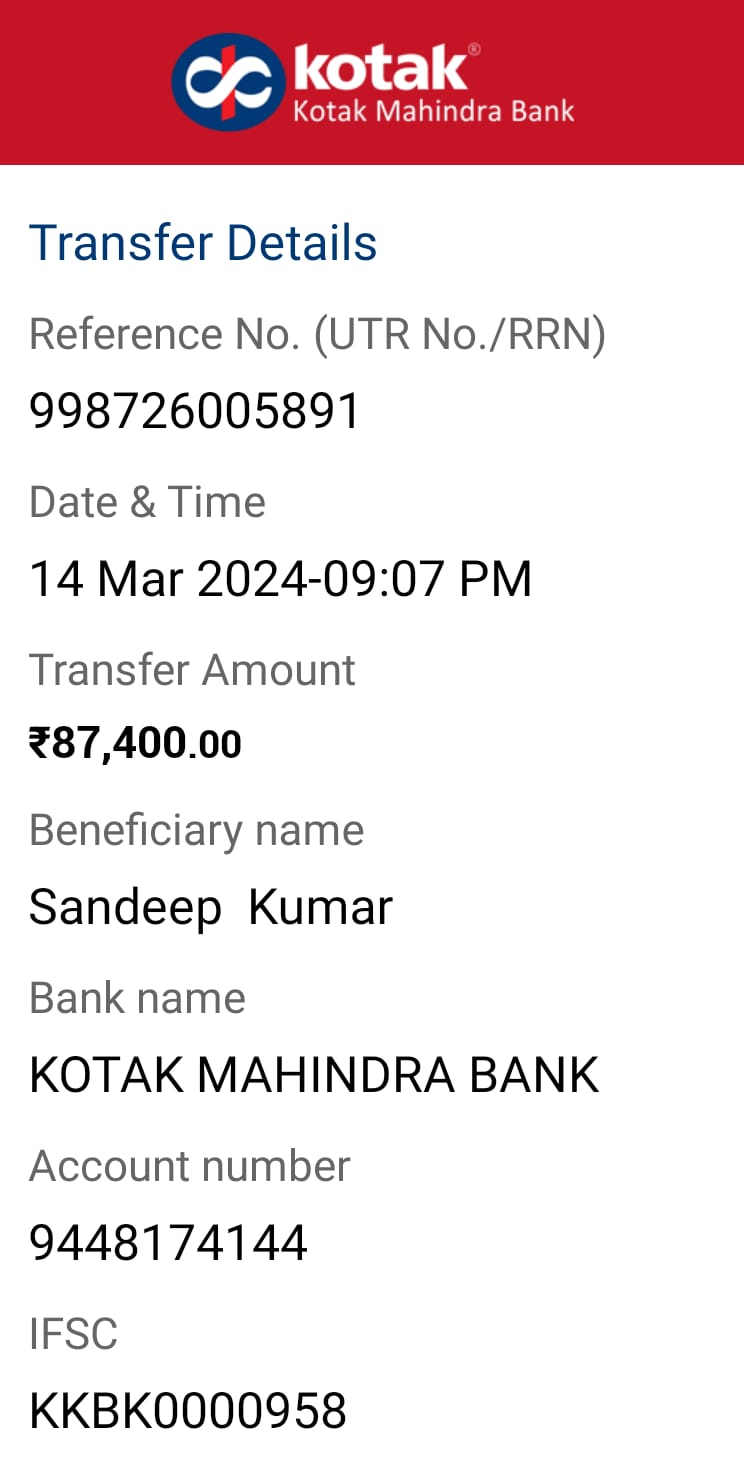 kotak®
Kotak Mahindra Bank
Transfer Details
Reference No. (UTR No./RRN)
998726005891
Date & Time
14 Mar 2024-09:07 PM
Transfer Amount
₹87,400.00
Beneficiary name
Sandeep  Kumar
Bank name
KOTAK MAHINDRA BANK
Account number
9448174144
IFSC
KKBK0000958